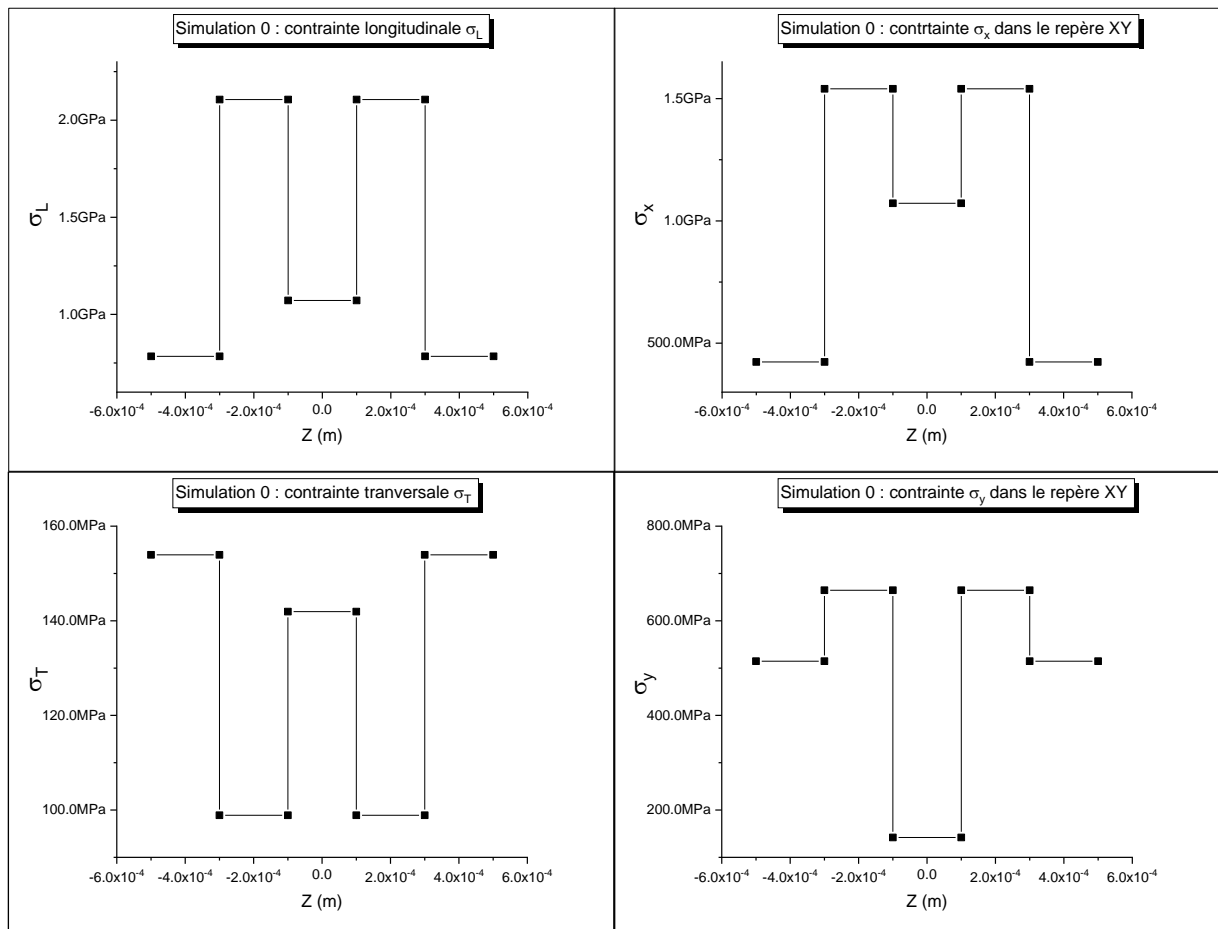 Simulation 0 : contrainte longitudinale σL
2.0GPa
1.5GPa
1.0GPa
σL
-6.0x10-4 -4.0x10-4 -2.0x10-4 0.0 2.0x10-4 4.0x10-4 6.0x10-4
Z (m)
Simulation 0 : contrtainte σx dans le repère XY
1.5GPa
1.0GPa
500.0MPa
σx
-6.0x10-4 -4.0x10-4 -2.0x10-4 0.0 2.0x10-4 4.0x10-4 6.0x10-4
Z (m)
Simulation 0 : contrainte tranversale σT
160.0MPa
140.0MPa
120.0MPa
100.0MPa
σT
-6.0x10-4 -4.0x10-4 -2.0x10-4 0.0 2.0x10-4 4.0x10-4 6.0x10-4
Z (m)
Simulation 0 : contrainte σy dans le repère XY
800.0MPa
600.0MPa
400.0MPa
200.0MPa
σy
-6.0x10-4 -4.0x10-4 -2.0x10-4 0.0 2.0x10-4 4.0x10-4 6.0x10-4
Z (m)